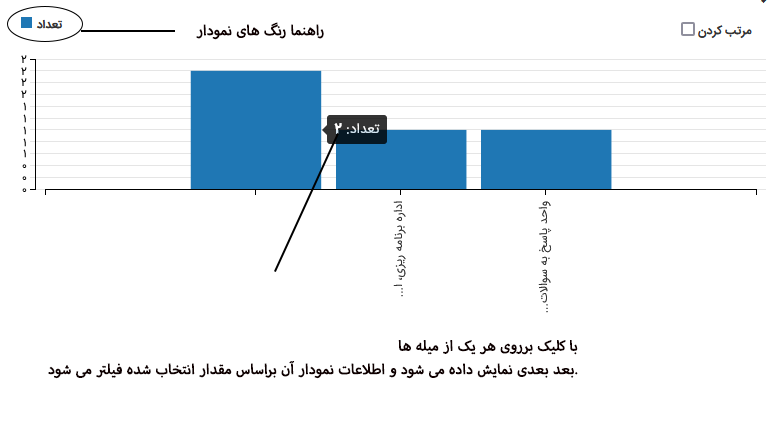 تعداد
راهنما رنگ های نمودار
مرتب کردن
۲
۲
۲
۲
۱
۱
۱
۱
۱
۰
۰
۰
تعداد: ۲
اداره برنامه ریزی، ا...
واحد پاسخ به سوالات...
با کلیک برروی هر یک از میله ها
بعد بعدی نمایش داده می شود و اطلاعات نمودار آن براساس مقدار انتخاب شده فیلتر می شود.